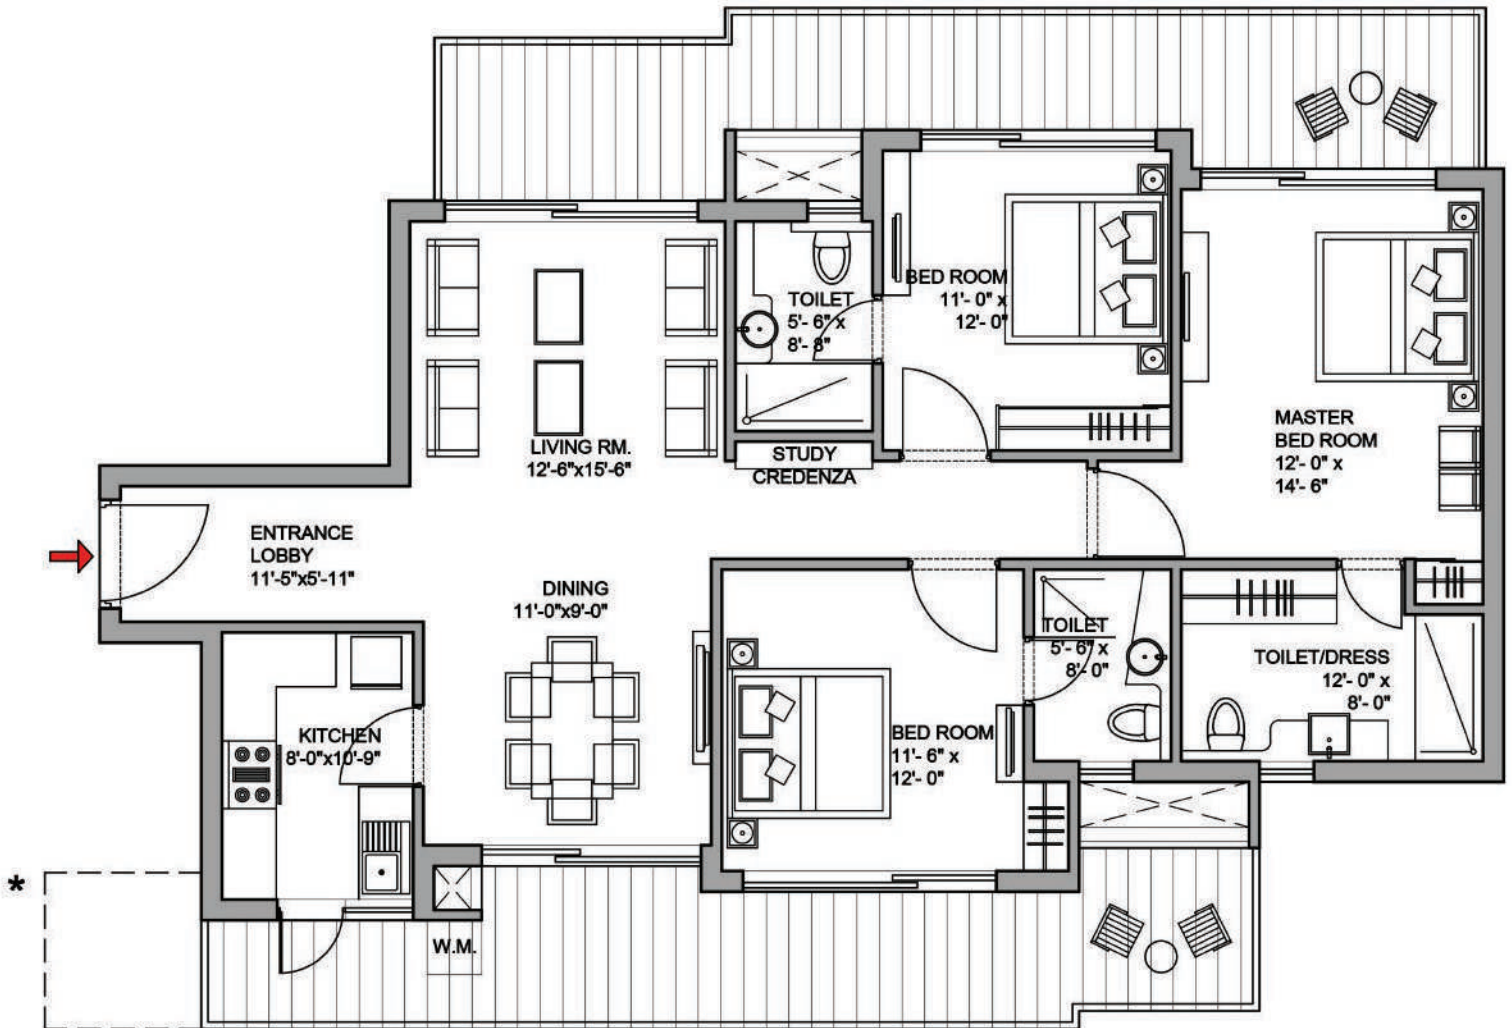 BED ROOM
11'- 0" x
12'- 0"
TOILET
5'- 6" x
8'- 8"
MASTER
BED ROOM
12'- 0" x
14'- 6"
LIVING RM.
12'-6"x15'-6"
STUDY
CREDENZA
ENTRANCE
LOBBY
11'-5"x5'-11"
DINING
11'-0"x9'-0"
TOILET
5'- 6" x
8'- 0"
TOILET/DRESS
12'- 0" x
8'- 0"
KITCHEN
8'-0"x10'-9"
BED ROOM
11'- 6" x
12'- 0"
*
W.M.